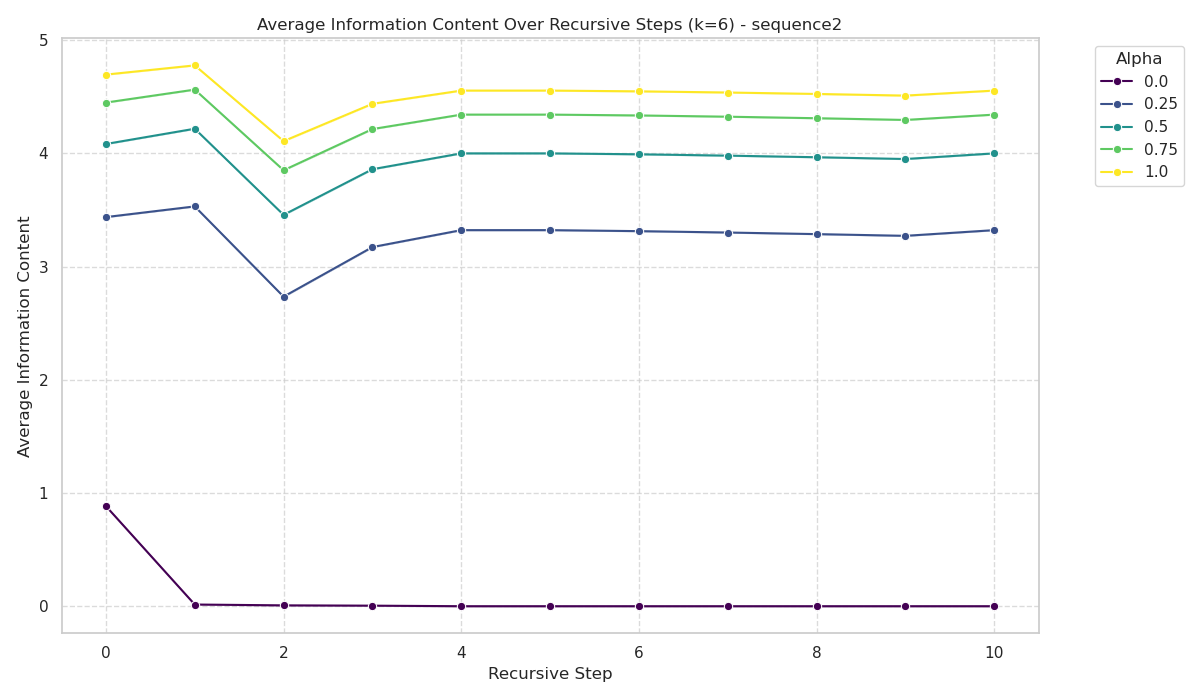 Average Information Content Over Recursive Steps (k=6) - sequence2
Average Information Content
5
4
3
2
1
0
0 2 4 6 8 10
Recursive Step
Alpha
0.0
0.25
0.5
0.75
1.0